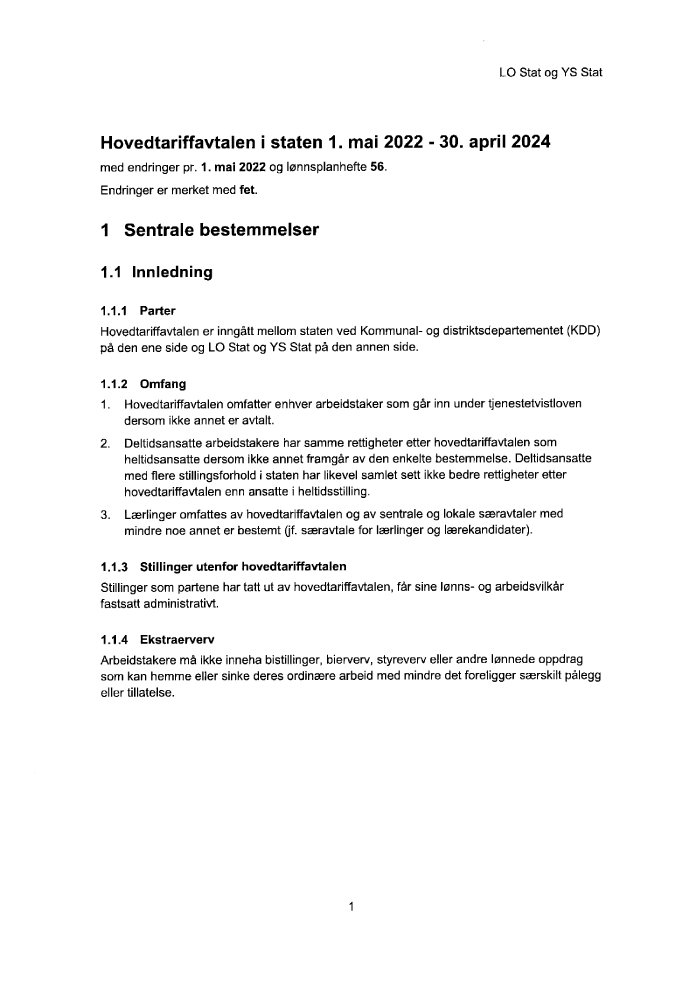 LO Stat og YS Stat
Hovedtariffavtalen i staten 1. mai 2022 - 30. april 2024
med endringer pr. 1. mai 2022 og lønnsplanhefte 56.
Endringer er merket med fet.
1 Sentrale bestemmelser
1.1 Innledning
1.1.1 Parter
Hovedtariffavtalen er inngått mellom staten ved Kommunal- og distriktsdepartementet (KDD)
på den ene side og LO Stat og YS Stat på den annen side.
1.1.2 Omfang
1. Hovedtariffavtalen omfatter enhver arbeidstaker som går inn under tjenestetvistloven
dersom ikke annet er avtalt.
2. Deltidsansatte arbeidstakere har samme rettigheter etter hovedtariffavtalen som
heltidsansatte dersom ikke annet framgår av den enkelte bestemmelse. Deltidsansatte
med flere stillingsforhold i staten har likevel samlet sett ikke bedre rettigheter etter
hovedtariffavtalen enn ansatte i heltidsstilling.
3. Lærlinger omfattes av hovedtariffavtalen og av sentrale og lokale særavtaler med
mindre noe annet er bestemt (jf. særavtale for lærlinger og lærekandidater).
1.1.3 Stillinger utenfor hovedtariffavtalen
Stillinger som partene har tatt ut av hovedtariffavtalen, får sine lønns- og arbeidsvilkår
fastsatt administrativt.
1.1.4 Ekstraerverv
Arbeidstakere må ikke inneha bistillinger, bierverv, styreverv eller andre lønnede oppdrag
som kan hemme eller sinke deres ordinære arbeid med mindre det foreligger særskilt pålegg
eller tillatelse.
1